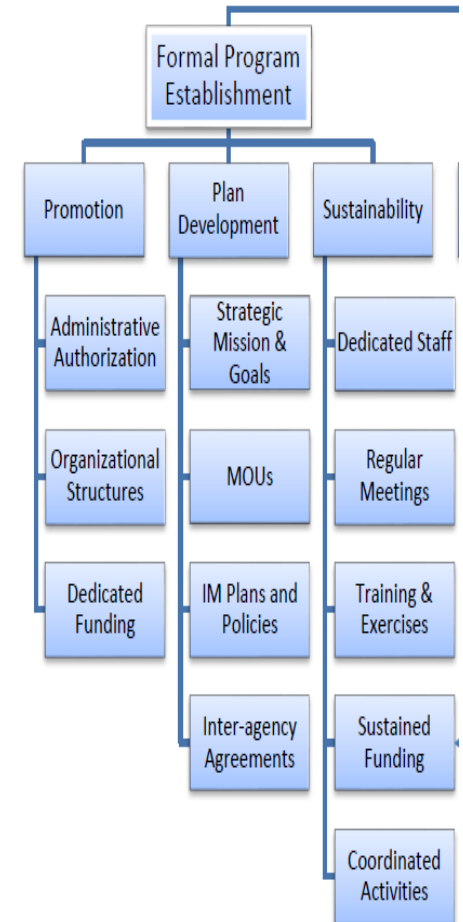 Formal Program
Establishment
Promotion
Plan
Development
Sustainability
Administrative
Authorization
Strategic
Mission &
Goals
Dedicated Staff
Organizational
Structures
MOUs
Regular
Meetings
Dedicated
Funding
IM Plans and
Policies
Training &
Exercises
Inter-agency
Agreements
Sustained
Funding
Coordinated
Activities